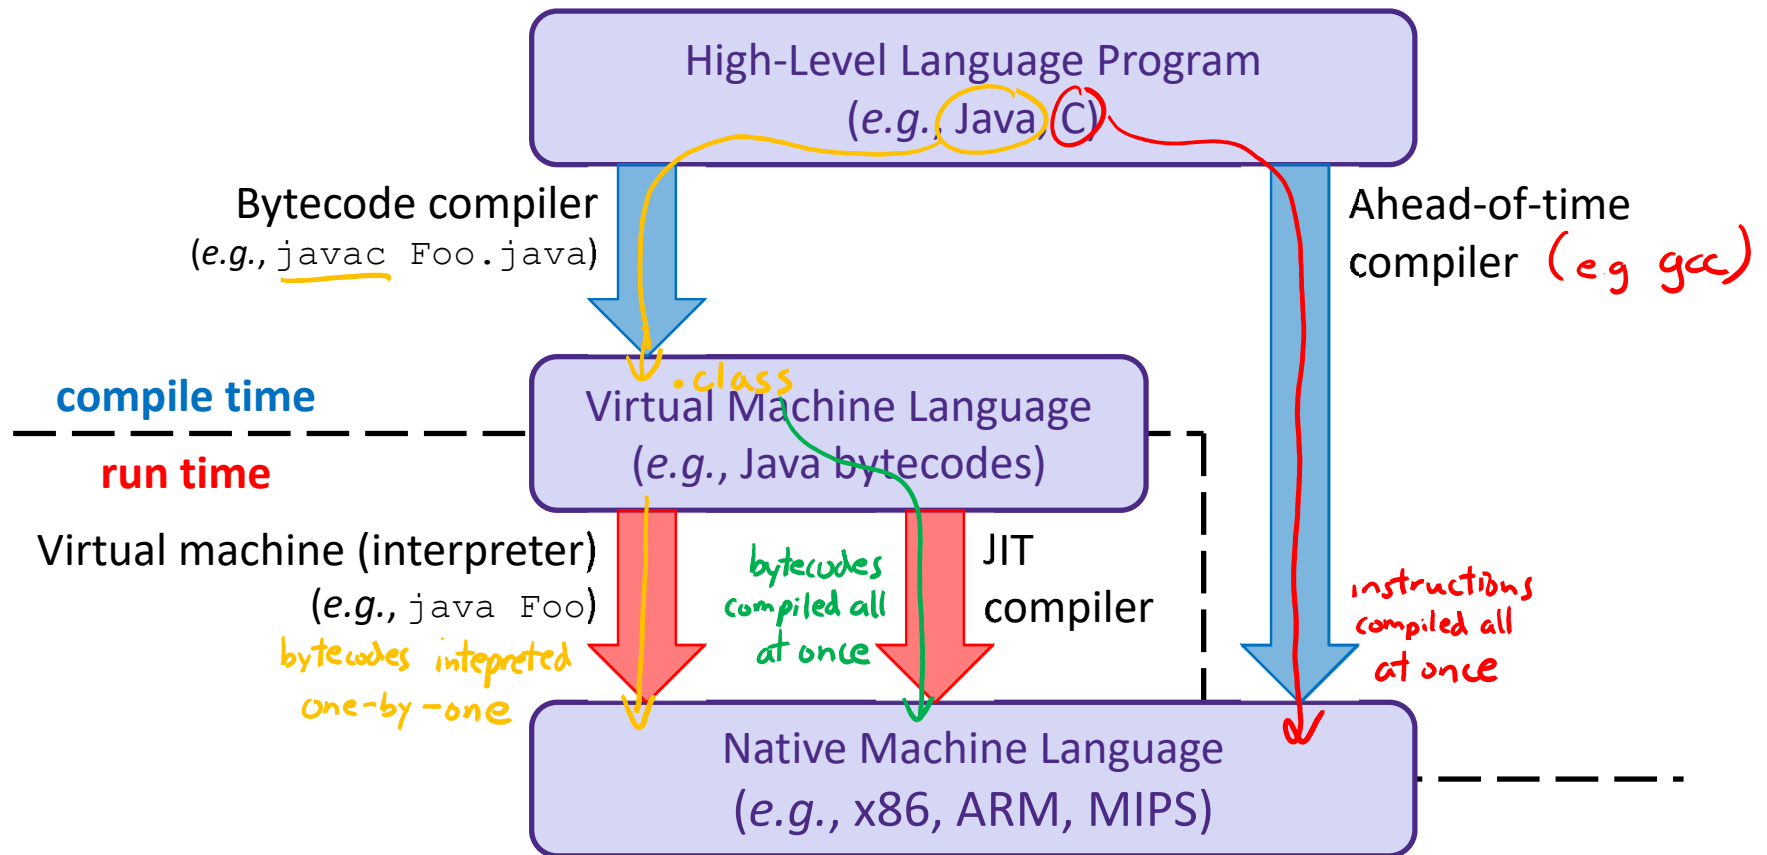 High-Level Language Program
(e.g., Java, C)
Bytecode compiler
(e.g., javac Foo.java)
Ahead-of-time
compiler (eg gcc)
.class
compile time
Virtual Machine Language
run time
(e.g., Java bytecodes)
Virtual machine (interpreter)
(e.g., java Foo)
bytecodes intepreted
one-by-one
bytecodes
compiled all
at once
JIT
compiler
instructions
compiled all
at once
Native Machine Language
(e.g., x86, ARM, MIPS)